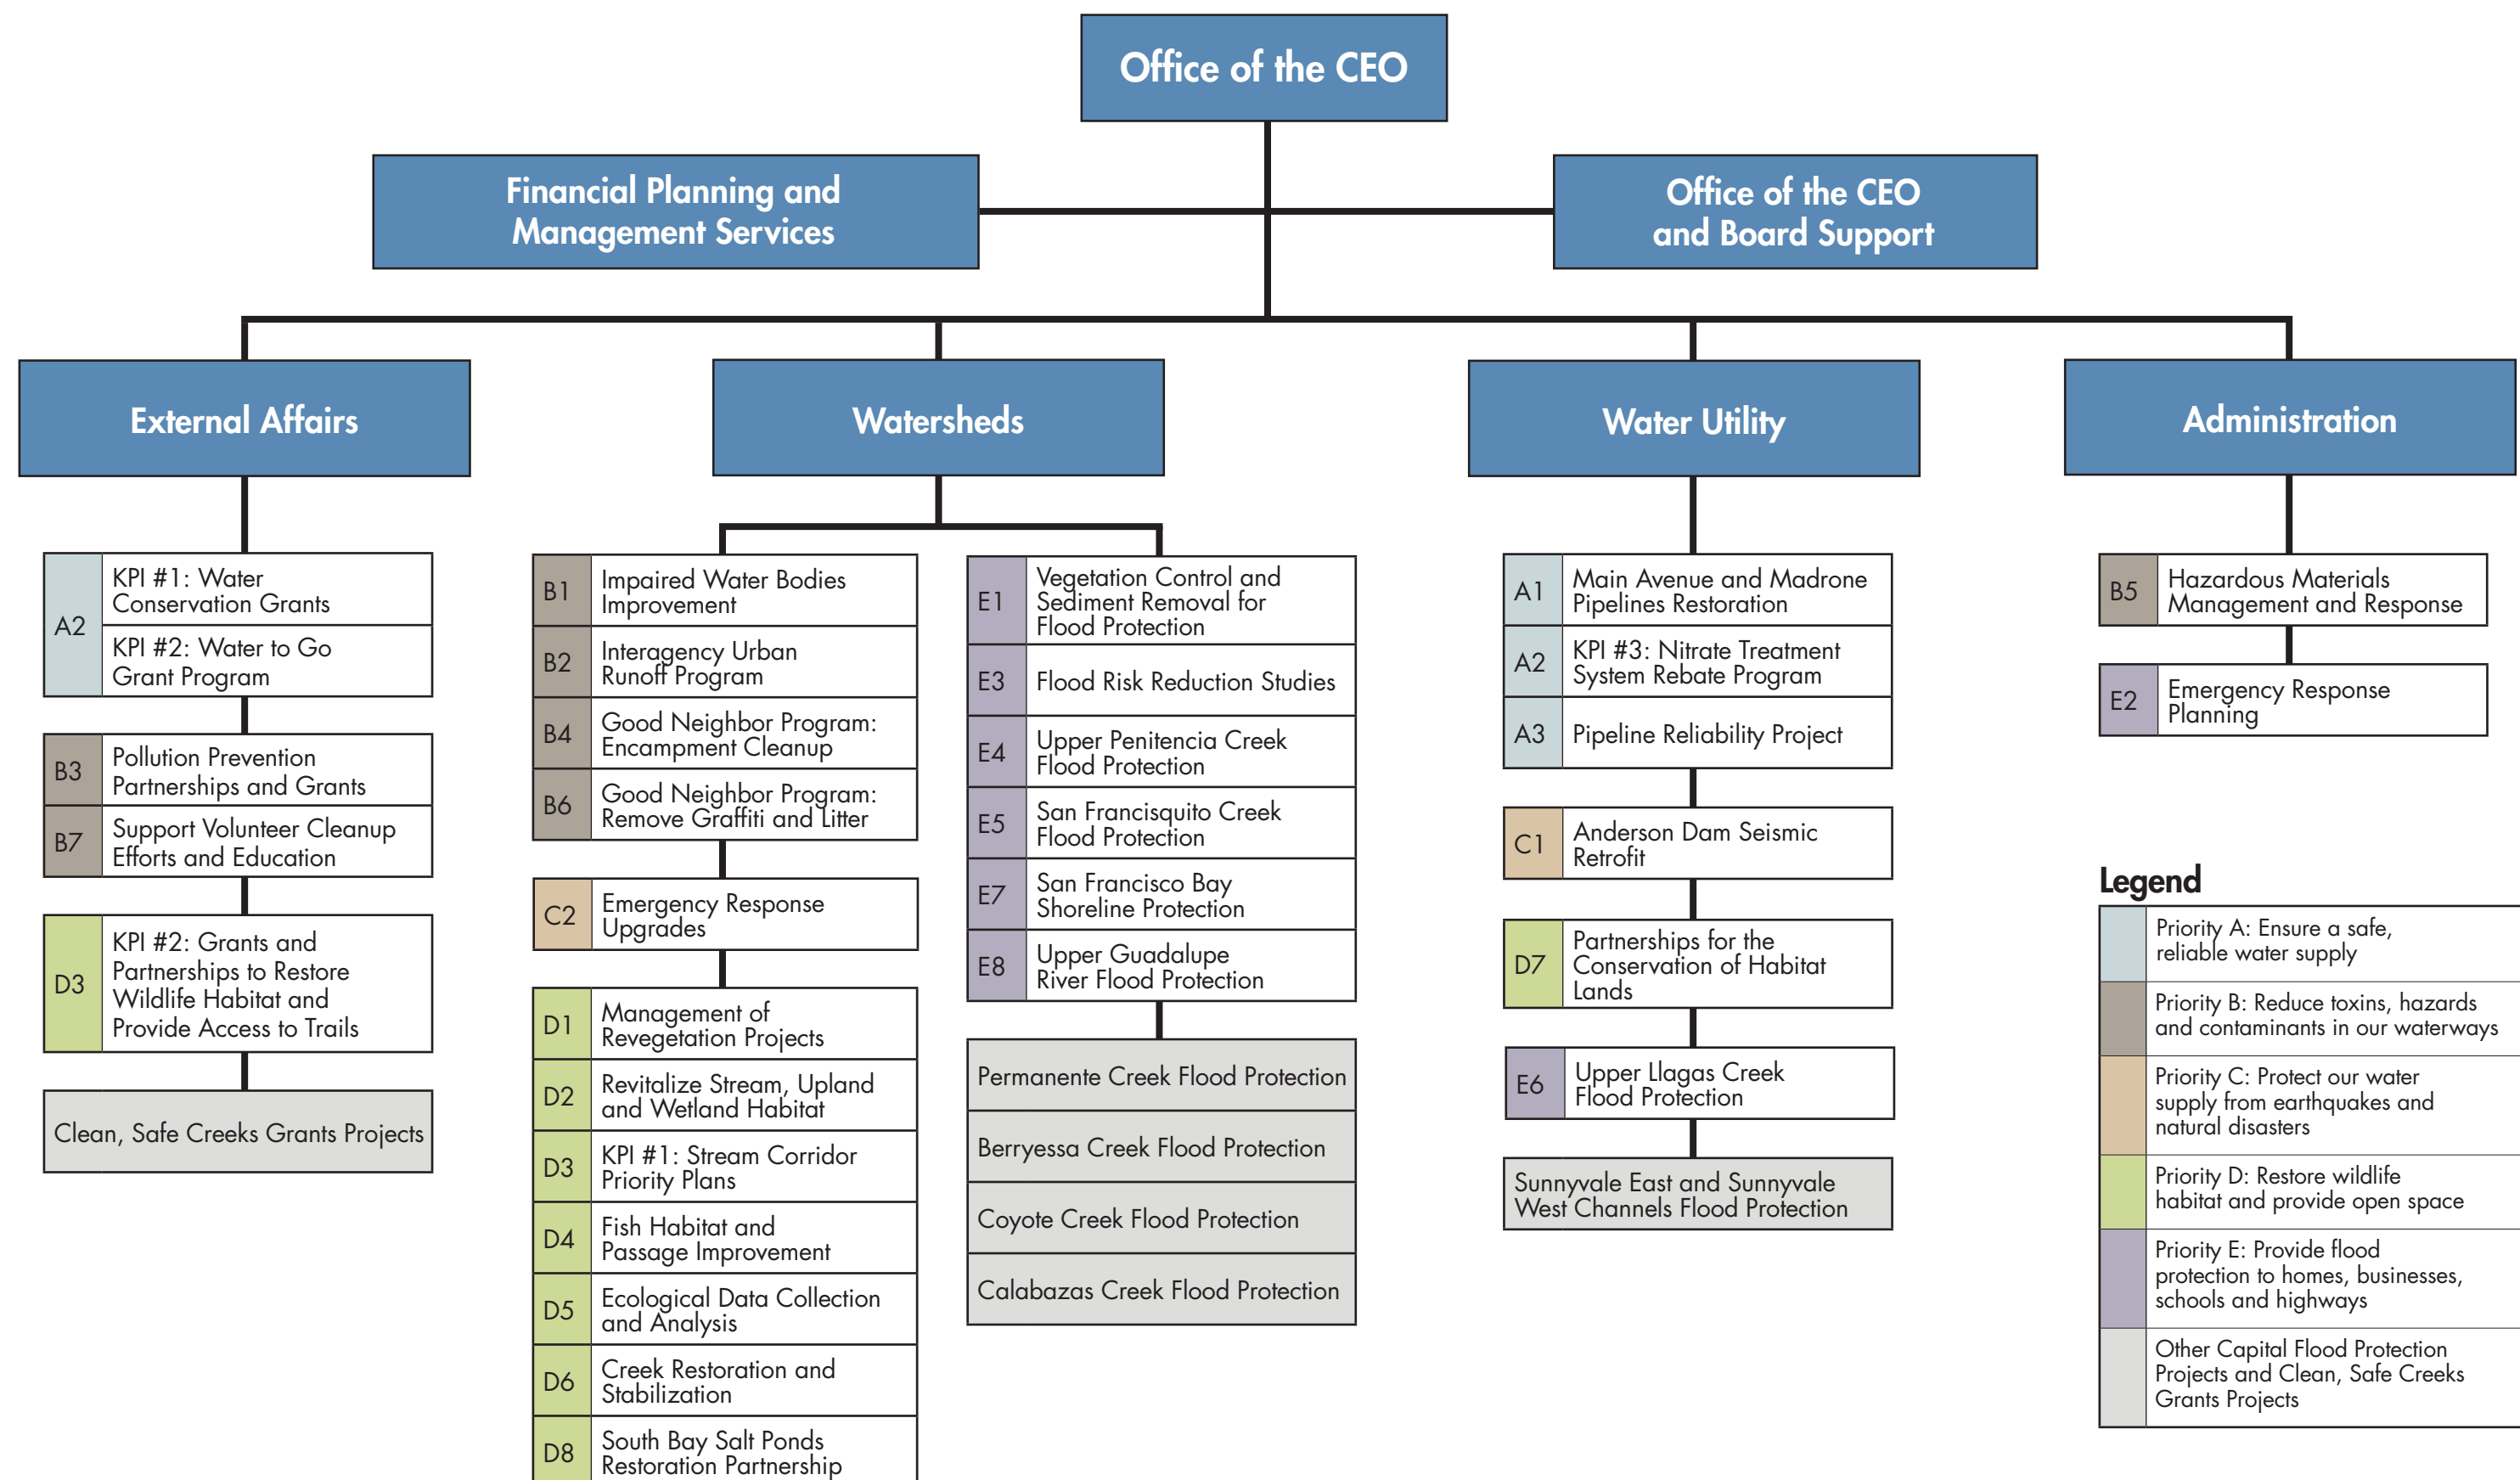 Office of the CEO
Financial Planning and
Management Services
Office of the CEO
and Board Support
External Affairs
Watersheds
Water Utility
Administration
A2
KPI #1: Water
Conservation Grants
KPI #2: Water to Go
Grant Program
B3
Pollution Prevention
Partnerships and Grants
B7
Support Volunteer Cleanup
Efforts and Education
D3
KPI #2: Grants and
Partnerships to Restore
Wildlife Habitat and
Provide Access to Trails
Clean, Safe Creeks Grants Projects
B1
Impaired Water Bodies
Improvement
B2
Interagency Urban
Runoff Program
B4
Good Neighbor Program:
Encampment Cleanup
B6
Good Neighbor Program:
Remove Graffiti and Litter
C2
Emergency Response
Upgrades
D1
Management of
Revegetation Projects
D2
Revitalize Stream, Upland
and Wetland Habitat
D3
KPI #1: Stream Corridor
Priority Plans
D4
Fish Habitat and
Passage Improvement
D5
Ecological Data Collection
and Analysis
D6
Creek Restoration and
Stabilization
D8
South Bay Salt Ponds
Restoration Partnership
E1
Vegetation Control and
Sediment Removal for
Flood Protection
E3
Flood Risk Reduction Studies
E4
Upper Penitencia Creek
Flood Protection
E5
San Francisquito Creek
Flood Protection
E7
San Francisco Bay
Shoreline Protection
E8
Upper Guadalupe
River Flood Protection
Permanente Creek Flood Protection
Berryessa Creek Flood Protection
Coyote Creek Flood Protection
Calabazas Creek Flood Protection
A1
Main Avenue and Madrone
Pipelines Restoration
A2
KPI #3: Nitrate Treatment
System Rebate Program
A3
Pipeline Reliability Project
C1
Anderson Dam Seismic
Retrofit
D7
Partnerships for the
Conservation of Habitat
Lands
E6
Upper Llagas Creek
Flood Protection
Sunnyvale East and Sunnyvale
West Channels Flood Protection
B5
Hazardous Materials
Management and Response
E2
Emergency Response
Planning
Legend
Priority A: Ensure a safe,
reliable water supply
Priority B: Reduce toxins, hazards
and contaminants in our waterways
Priority C: Protect our water
supply from earthquakes and
natural disasters
Priority D: Restore wildlife
habitat and provide open space
Priority E: Provide flood
protection to homes, businesses,
schools and highways
Other Capital Flood Protection
Projects and Clean, Safe Creeks
Grants Projects